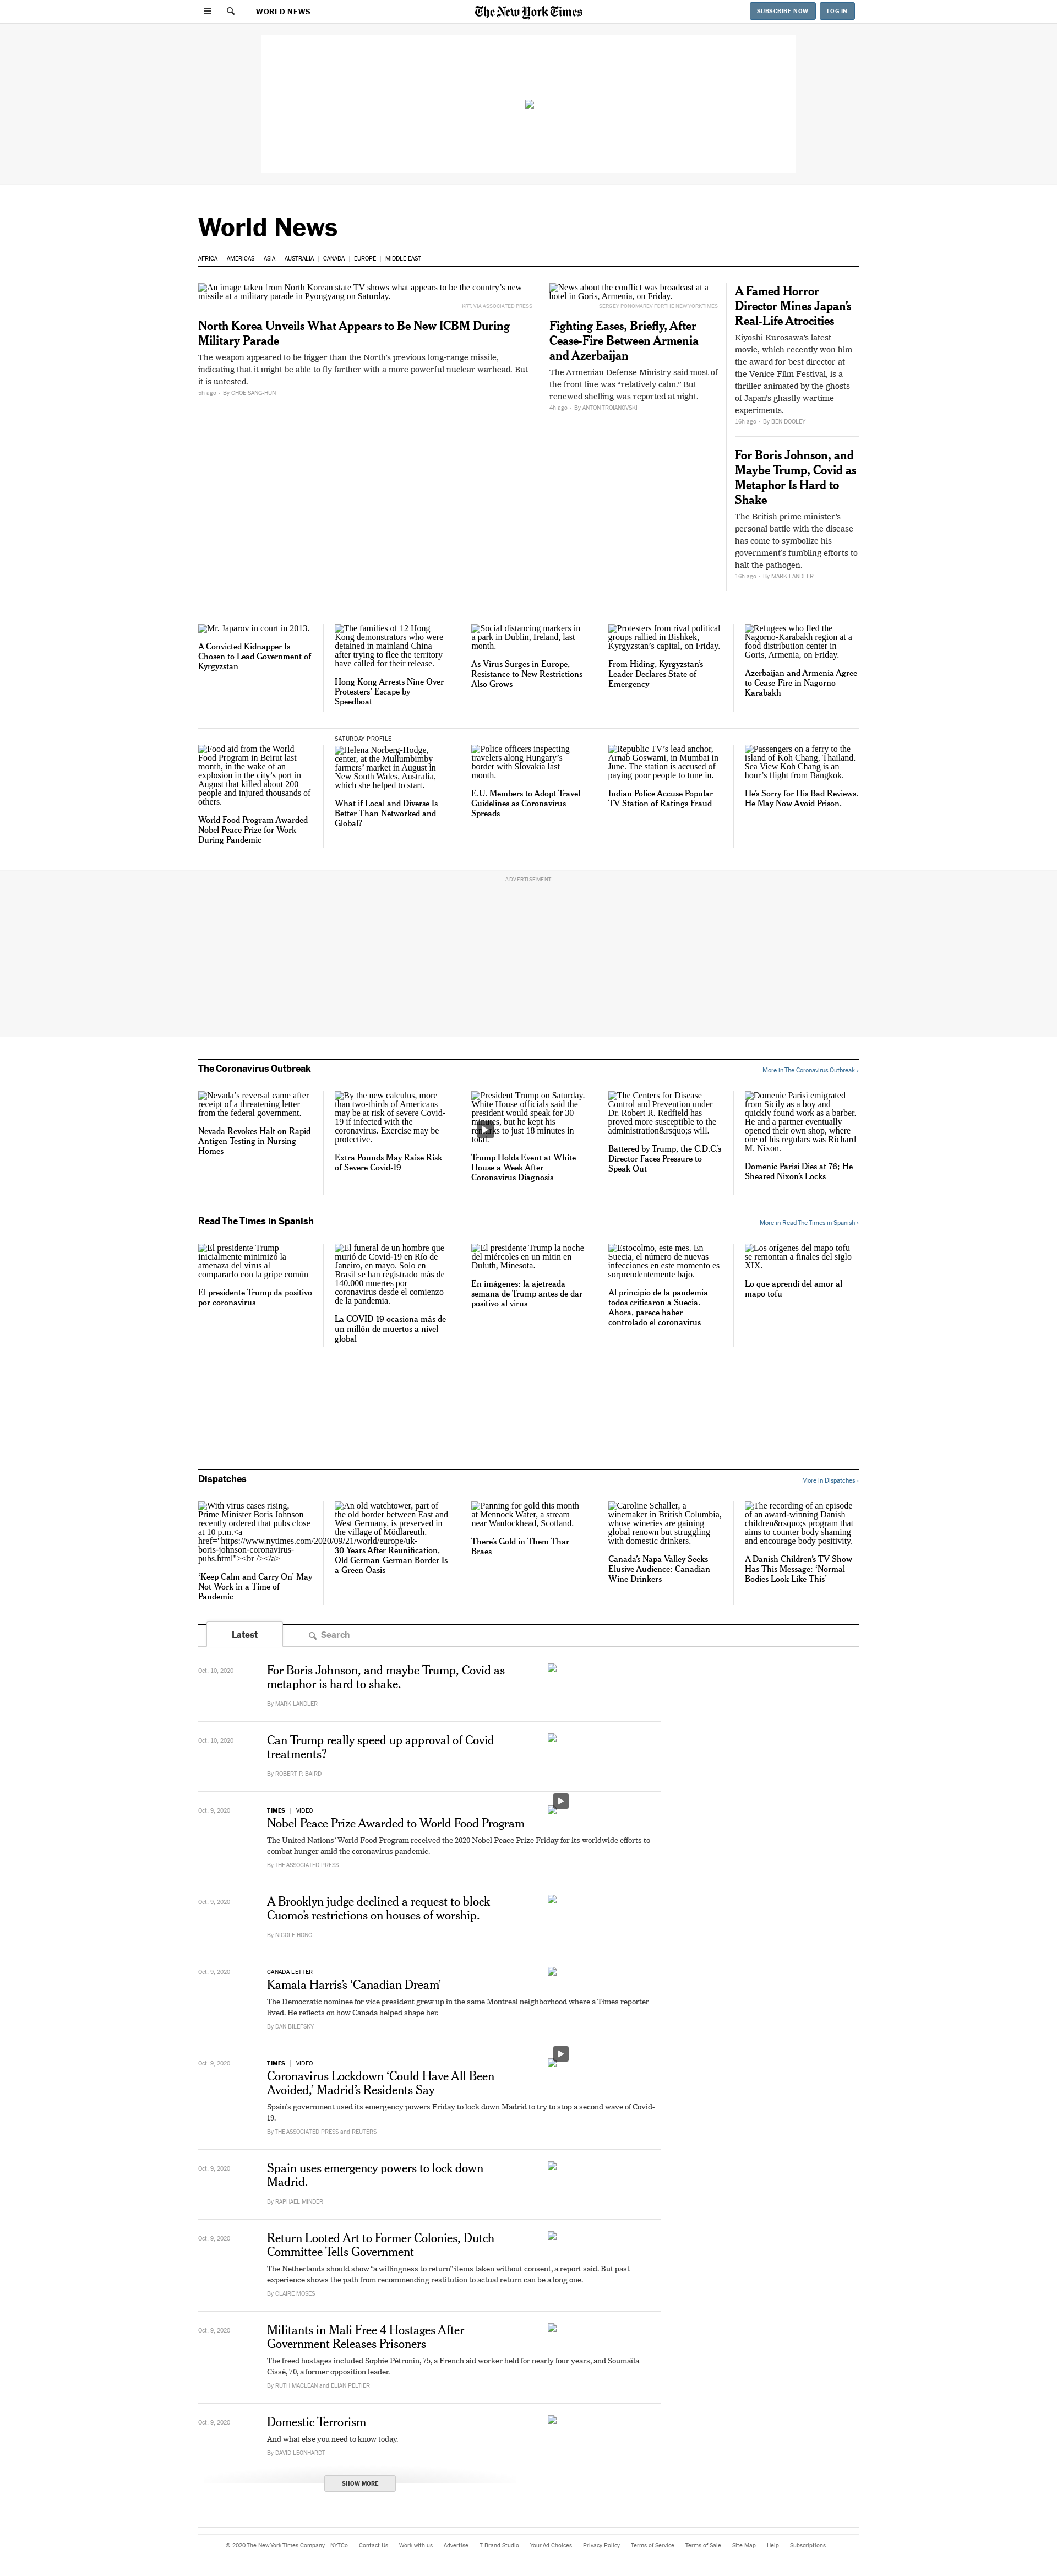 WORLD NEWS
The New York Times
SUBSCRIBE NOW
LOG IN
World News
AFRICA | AMERICAS | ASIA | AUSTRALIA | CANADA | EUROPE | MIDDLE EAST
An image taken from North Korean state TV shows what appears to be the country's new
missile at a military parade in Pyongyang on Saturday.
KRT, VIA ASSOCIATED PRESS
North Korea Unveils What Appears to Be New ICBM During
Military Parade
The weapon appeared to be bigger than the North's previous long-range missile,
indicating that it might be able to fly farther with a more powerful nuclear warhead. But
it is untested.
5h ago · By CHOE SANG-HUN
News about the conflict was broadcast at a
hotel in Goris, Armenia, on Friday.
SERGEY PONOMAREV FOR THE NEW YORK TIMES
Fighting Eases, Briefly, After
Cease-Fire Between Armenia
and Azerbaijan
The Armenian Defense Ministry said most of
the front line was “relatively calm.” But
renewed shelling was reported at night.
4h ago · By ANTON TROIANOVSKI
A Famed Horror
Director Mines Japan’s
Real-Life Atrocities
Kiyoshi Kurosawa’s latest
movie, which recently won him
the award for best director at
the Venice Film Festival, is a
thriller animated by the ghosts
of Japan’s ghastly wartime
experiments.
16h ago · By BEN DOOLEY
For Boris Johnson, and
Maybe Trump, Covid as
Metaphor Is Hard to
Shake
The British prime minister’s
personal battle with the disease
has come to symbolize his
government’s fumbling efforts to
halt the pathogen.
16h ago · By MARK LANDLER
Mr. Japarov in court in 2013.
A Convicted Kidnapper Is
Chosen to Lead Government of
Kyrgyzstan
The families of 12 Hong
Kong demonstrators who were
detained in mainland China
after trying to flee the territory
have called for their release.
Hong Kong Arrests Nine Over
Protesters’ Escape by
Speedboat
Social distancing markers in
a park in Dublin, Ireland, last
month.
As Virus Surges in Europe,
Resistance to New Restrictions
Also Grows
Protesters from rival political
groups rallied in Bishkek,
Kyrgyzstan’s capital, on Friday.
From Hiding, Kyrgyzstan’s
Leader Declares State of
Emergency
Refugees who fled the
Nagorno-Karabakh region at a
food distribution center in
Goris, Armenia, on Friday.
Azerbaijan and Armenia Agree
to Cease-Fire in Nagorno-
Karabakh
Food aid from the World
Food Program in Beirut last
month, in the wake of an
explosion in the city’s port in
August that killed about 200
people and injured thousands of
others.
World Food Program Awarded
Nobel Peace Prize for Work
During Pandemic
SATURDAY PROFILE
Helena Norberg-Hodge,
center, at the Mullumbimby
farmers’ market in August in
New South Wales, Australia,
which she helped to start.
What if Local and Diverse Is
Better Than Networked and
Global?
Police officers inspecting
travelers along Hungary’s
border with Slovakia last
month.
E.U. Members to Adopt Travel
Guidelines as Coronavirus
Spreads
Republic TV’s lead anchor,
Arnab Goswami, in Mumbai in
June. The station is accused of
paying poor people to tune in.
Indian Police Accuse Popular
TV Station of Ratings Fraud
Passengers on a ferry to the
island of Koh Chang, Thailand.
Sea View Koh Chang is an
hour’s flight from Bangkok.
He’s Sorry for His Bad Reviews.
He May Now Avoid Prison.
ADVERTISEMENT
The Coronavirus Outbreak
More in The Coronavirus Outbreak ›
Nevada’s reversal came after
receipt of a threatening letter
from the federal government.
Nevada Revokes Halt on Rapid
Antigen Testing in Nursing
Homes
By the new calculus, more
than two-thirds of Americans
may be at risk of severe Covid-
19 if infected with the
coronavirus. Exercise may be
protective.
Extra Pounds May Raise Risk
of Severe Covid-19
President Trump on Saturday.
White House officials said the
president would speak for 30
minutes, but he kept his
remarks to just 18 minutes in
total.
Trump Holds Event at White
House a Week After
Coronavirus Diagnosis
The Centers for Disease
Control and Prevention under
Dr. Robert R. Redfield has
proved more susceptible to the
administration&rsquo;s will.
Battered by Trump, the C.D.C.’s
Director Faces Pressure to
Speak Out
Domenic Parisi emigrated
from Sicily as a boy and
quickly found work as a barber.
He and a partner eventually
opened their own shop, where
one of his regulars was Richard
M. Nixon.
Domenic Parisi Dies at 76; He
Sheared Nixon’s Locks
Read The Times in Spanish
More in Read The Times in Spanish ›
El presidente Trump
inicialmente minimizó la
amenaza del virus al
compararlo con la gripe común
El presidente Trump da positivo
por coronavirus
El funeral de un hombre que
murió de Covid-19 en Río de
Janeiro, en mayo. Solo en
Brasil se han registrado más de
140.000 muertes por
coronavirus desde el comienzo
de la pandemia.
La COVID-19 ocasiona más de
un millón de muertos a nivel
global
El presidente Trump la noche
del miércoles en un mitin en
Duluth, Minesota.
En imágenes: la ajetreada
semana de Trump antes de dar
positivo al virus
Estocolmo, este mes. En
Suecia, el número de nuevas
infecciones en este momento es
sorprendentemente bajo.
Al principio de la pandemia
todos criticaron a Suecia.
Ahora, parece haber
controlado el coronavirus
Los orígenes del mapo tofu
se remontan a finales del siglo
XIX.
Lo que aprendí del amor al
mapo tofu
Dispatches
More in Dispatches ›
With virus cases rising,
Prime Minister Boris Johnson
recently ordered that pubs close
at 10 p.m.<a
href="https://www.nytimes.com/2020/09/21/world/europe/uk-
boris-johnson-coronavirus-
pubs.html"><br /></a>
‘Keep Calm and Carry On’ May
Not Work in a Time of
Pandemic
An old watchtower, part of
the old border between East and
West Germany, is preserved in
the village of Mödlareuth.
30 Years After Reunification,
Old German-German Border Is
a Green Oasis
Panning for gold this month
at Mennock Water, a stream
near Wanlockhead, Scotland.
There’s Gold in Them Thar
Braes
Caroline Schaller, a
winemaker in British Columbia,
whose wineries are gaining
global renown but struggling
with domestic drinkers.
Canada’s Napa Valley Seeks
Elusive Audience: Canadian
Wine Drinkers
The recording of an episode
of an award-winning Danish
children&rsquo;s program that
aims to counter body shaming
and encourage body positivity.
A Danish Children’s TV Show
Has This Message: ‘Normal
Bodies Look Like This’
Latest
Search
Oct. 10, 2020
For Boris Johnson, and maybe Trump, Covid as
metaphor is hard to shake.
By MARK LANDLER
Oct. 10, 2020
Can Trump really speed up approval of Covid
treatments?
By ROBERT P. BAIRD
Oct. 9, 2020
TIMES | VIDEO
Nobel Peace Prize Awarded to World Food Program
The United Nations’ World Food Program received the 2020 Nobel Peace Prize Friday for its worldwide efforts to
combat hunger amid the coronavirus pandemic.
By THE ASSOCIATED PRESS
Oct. 9, 2020
A Brooklyn judge declined a request to block
Cuomo’s restrictions on houses of worship.
By NICOLE HONG
Oct. 9, 2020
CANADA LETTER
Kamala Harris’s ‘Canadian Dream’
The Democratic nominee for vice president grew up in the same Montreal neighborhood where a Times reporter
lived. He reflects on how Canada helped shape her.
By DAN BILEFSKY
Oct. 9, 2020
TIMES | VIDEO
Coronavirus Lockdown ‘Could Have All Been
Avoided,’ Madrid’s Residents Say
Spain’s government used its emergency powers Friday to lock down Madrid to try to stop a second wave of Covid-
19.
By THE ASSOCIATED PRESS and REUTERS
Oct. 9, 2020
Spain uses emergency powers to lock down
Madrid.
By RAPHAEL MINDER
Oct. 9, 2020
Return Looted Art to Former Colonies, Dutch
Committee Tells Government
The Netherlands should show “a willingness to return” items taken without consent, a report said. But past
experience shows the path from recommending restitution to actual return can be a long one.
By CLAIRE MOSES
Oct. 9, 2020
Militants in Mali Free 4 Hostages After
Government Releases Prisoners
The freed hostages included Sophie Pétronin, 75, a French aid worker held for nearly four years, and Soumaïla
Cissé, 70, a former opposition leader.
By RUTH MACLEAN and ELIAN PELTIER
Oct. 9, 2020
Domestic Terrorism
And what else you need to know today.
By DAVID LEONHARDT
SHOW MORE
© 2020 The New York Times Company NYTCo Contact Us Work with us Advertise T Brand Studio Your Ad Choices Privacy Policy Terms of Service Terms of Sale Site Map Help Subscriptions